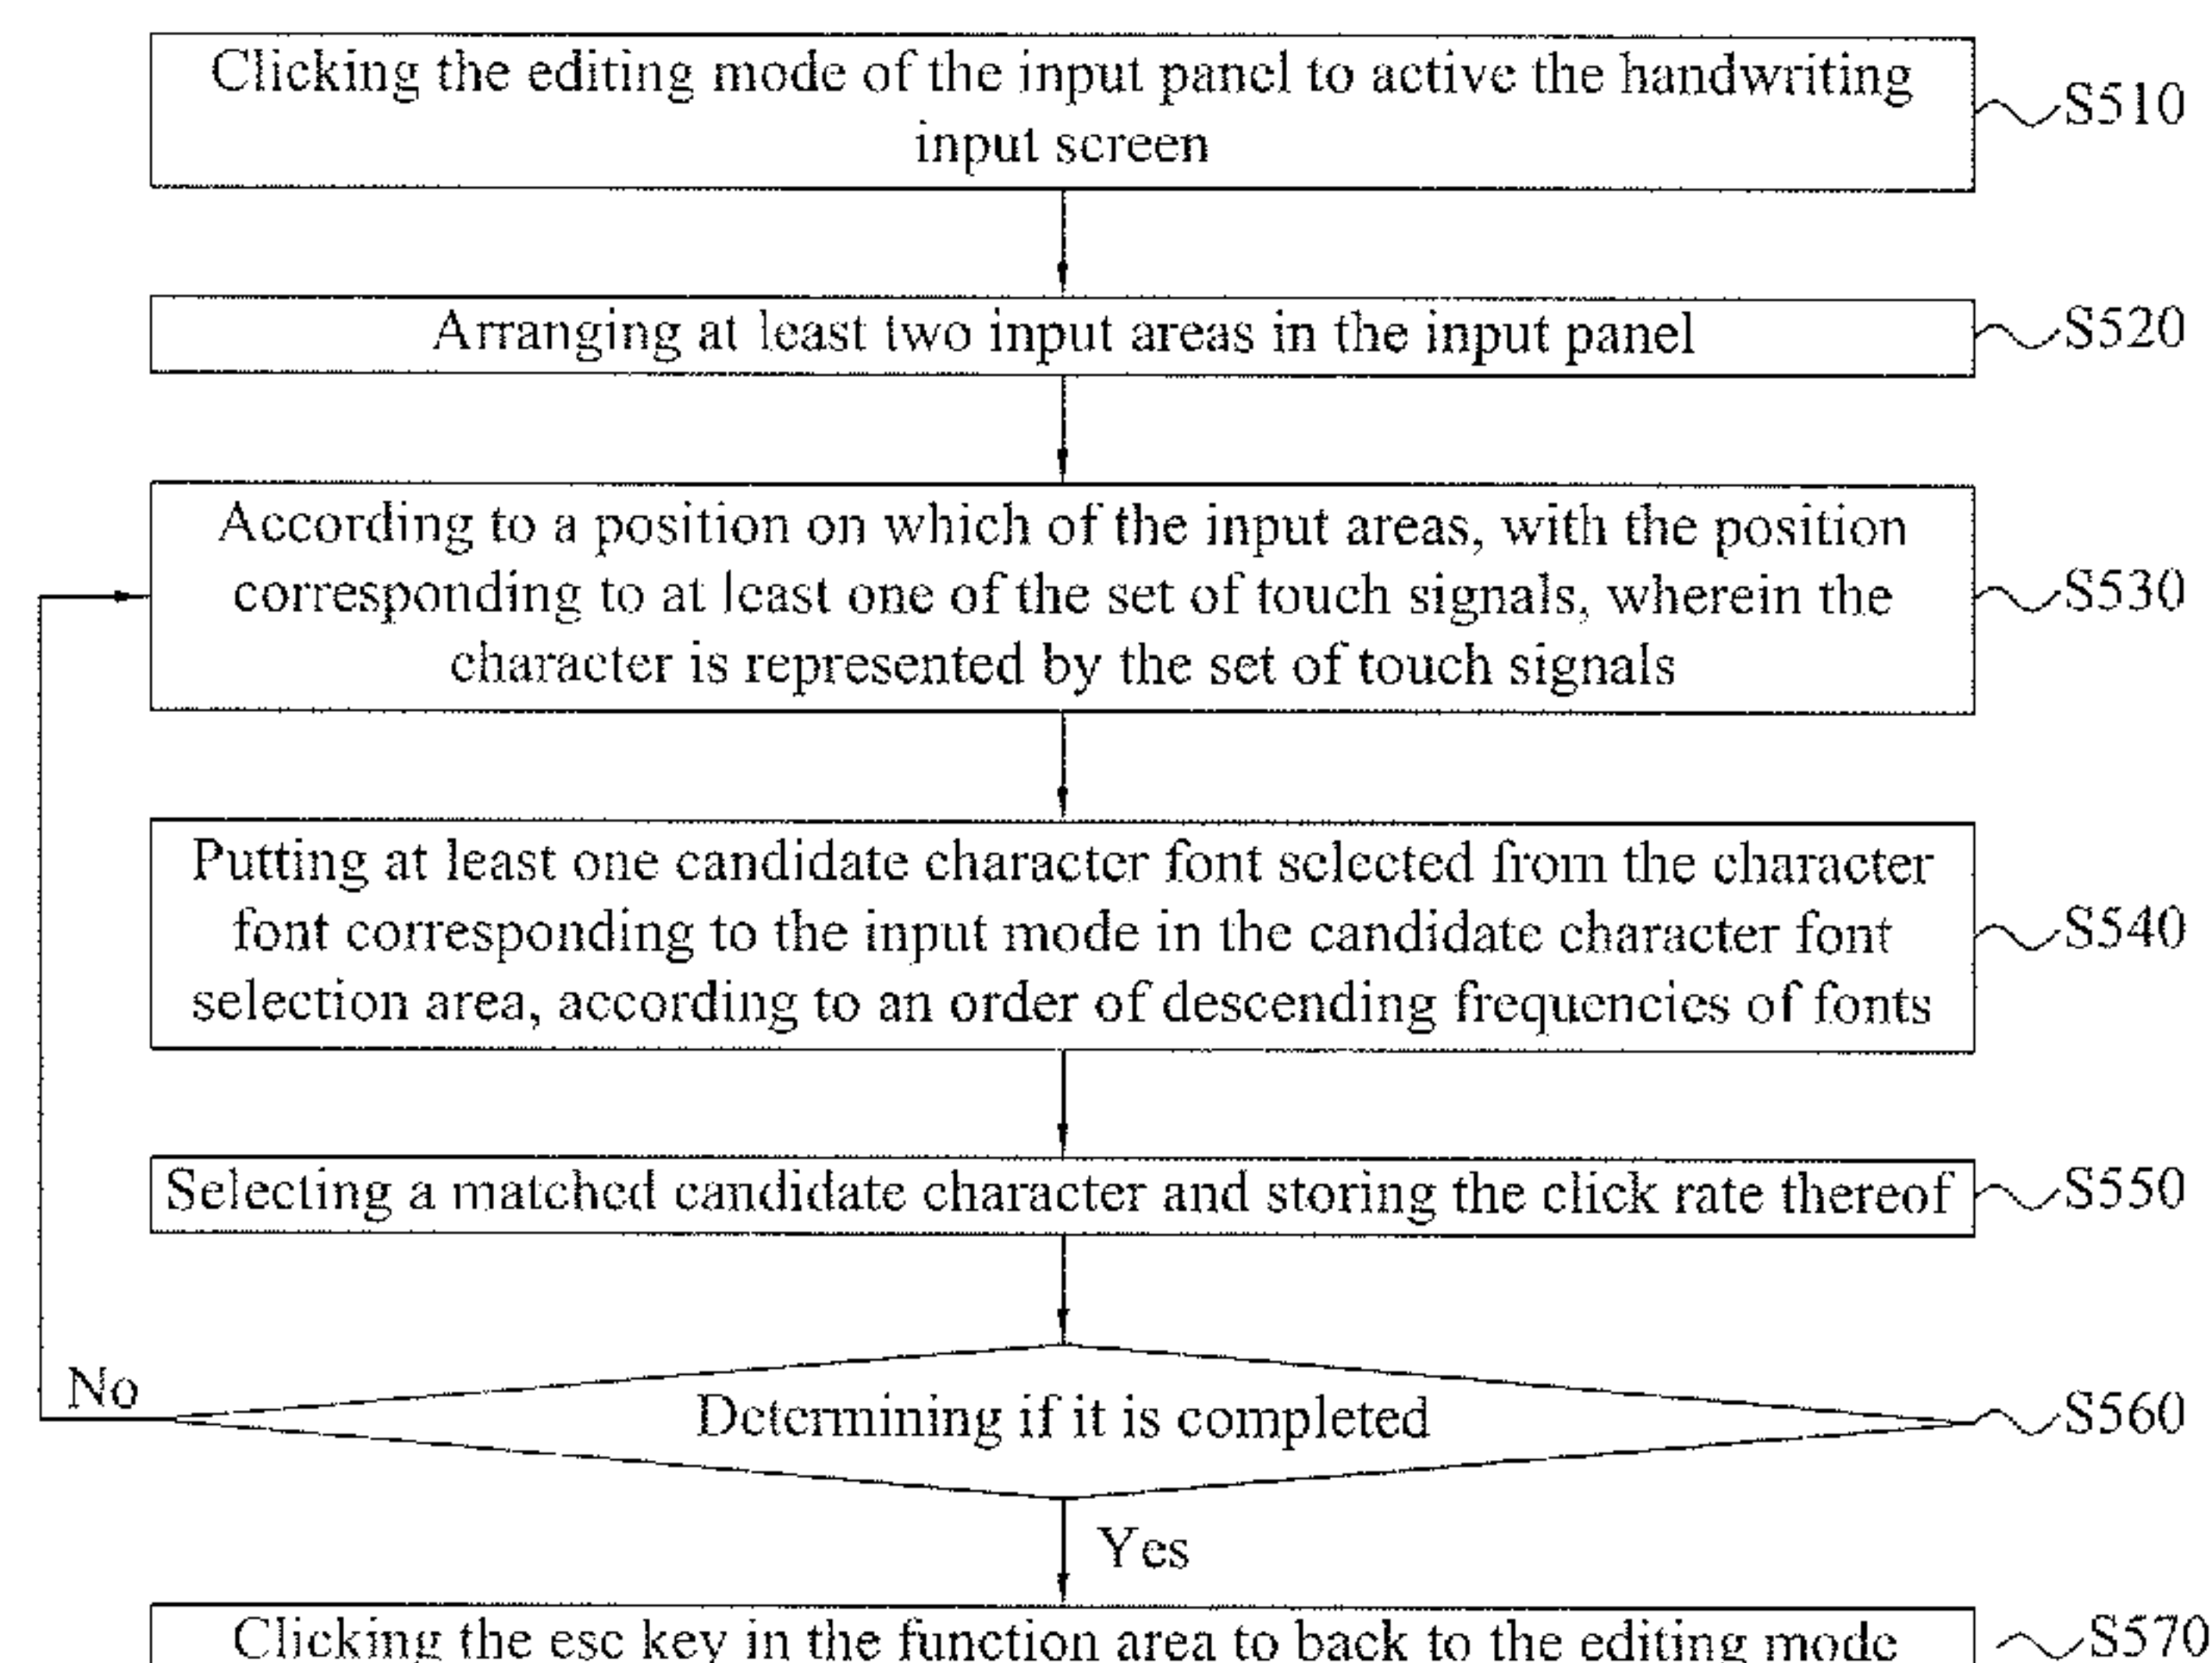 Clicking the editing mode of the input panel to active the handwriting
input screen
S510
Arranging at least two input areas in the input panel
S520
According to a position on which of the input areas, with the position
corresponding to at least one of the set of touch signals, wherein the
character is represented by the set of touch signals
S530
Putting at least one candidate character font selected from the character
font corresponding to the input mode in the candidate character font
selection area, according to an order of descending frequencies of fonts
S540
Selecting a matched candidate character and storing the click rate thereof
S550
No
Determining if it is completed
S560
Yes
Clicking the esc key in the function area to back to the editing mode
S570